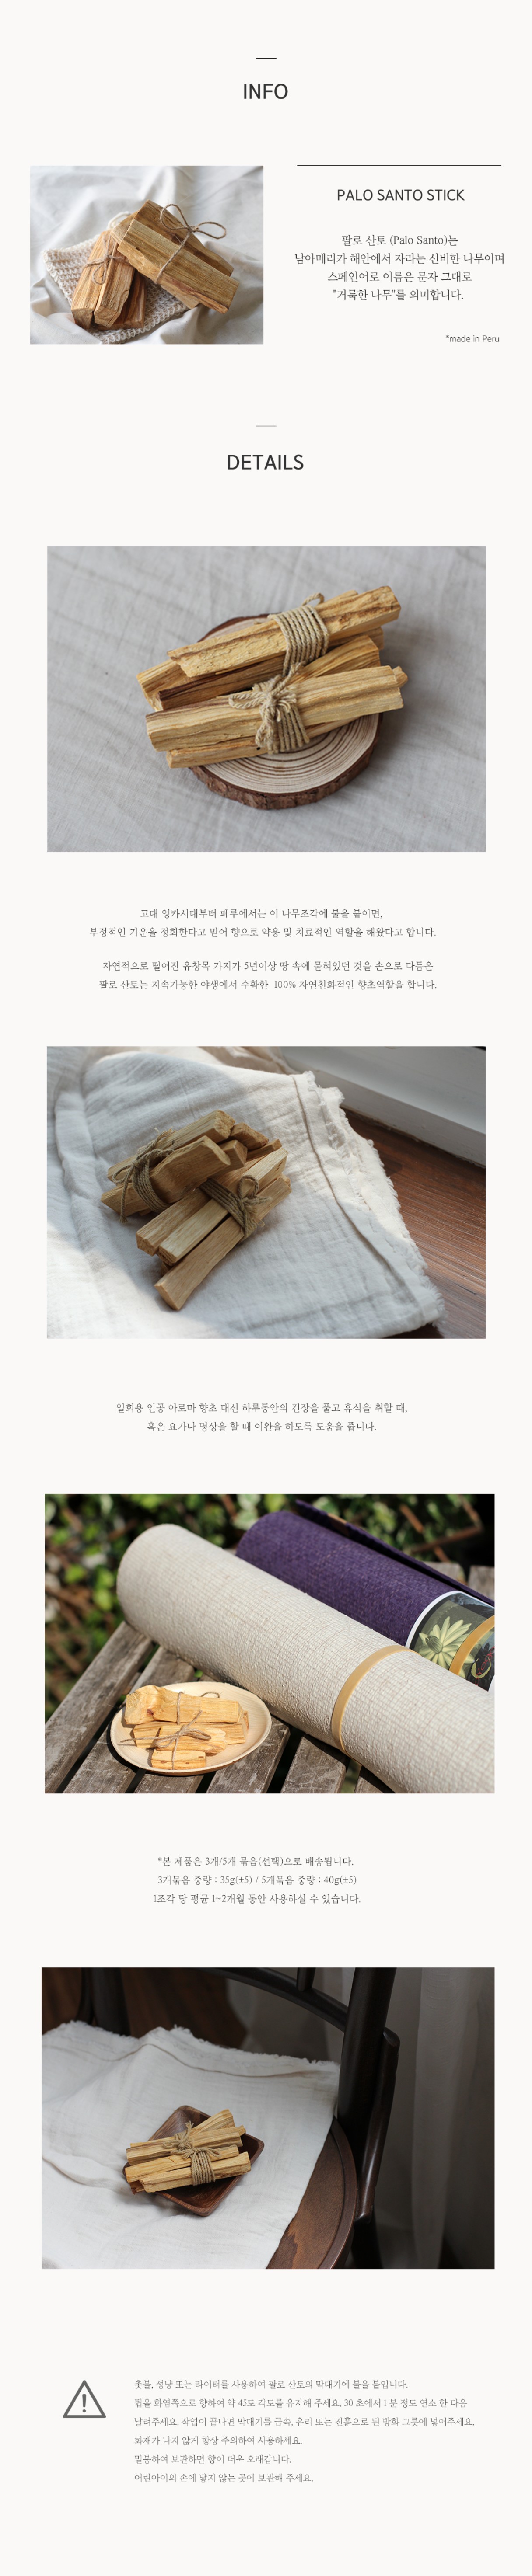 INFO
PALO SANTO STICK
팔로 산토 (Palo Santo)는
남아메리카 해안에서 자라는 신비한 나무이며
스페인어로 이름은 문자 그대로
"거룩한 나무"를 의미합니다.
*made in Peru
DETAILS
고대 잉카시대부터 페루에서는 이 나무조각에 불을 붙이면,
부정적인 기운을 정화한다고 믿어 향으로 약용 및 치료적인 역할을 해왔다고 합니다.
자연적으로 떨어진 유창목 가지가 5년이상 땅 속에 묻혀있던 것을 손으로 다듬은
팔로 산토는 지속가능한 야생에서 수확한 100% 자연친화적인 향초역할을 합니다.
일회용 인공 아로마 향초 대신 하루동안의 긴장을 풀고 휴식을 취할 때,
혹은 요가나 명상을 할 때 이완을 하도록 도움을 줍니다.
*본 제품은 3개/5개 묶음(선택)으로 배송됩니다.
3개묶음 중량 : 35g(±5) / 5개묶음 중량 : 40g(±5)
1조각 당 평균 1~2개월 동안 사용하실 수 있습니다.
촛불, 성냥 또는 라이터를 사용하여 팔로 산토의 막대기에 불을 붙입니다.
팁을 화염쪽으로 향하여 약 45도 각도를 유지해 주세요. 30 초에서 1 분 정도 연소 한 다음
날려주세요. 작업이 끝나면 막대기를 금속, 유리 또는 진흙으로 된 방화 그릇에 넣어주세요.
화재가 나지 않게 항상 주의하여 사용하세요.
밀봉하여 보관하면 향이 더욱 오래갑니다.
어린아이의 손에 닿지 않는 곳에 보관해 주세요.